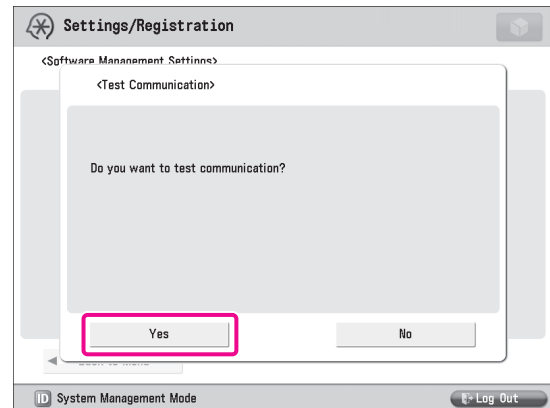 Settings/Registration
<Software Management Settings>
<Test Communication>
Do you want to test communication?
Yes
No
ID System Management Mode
Log Out